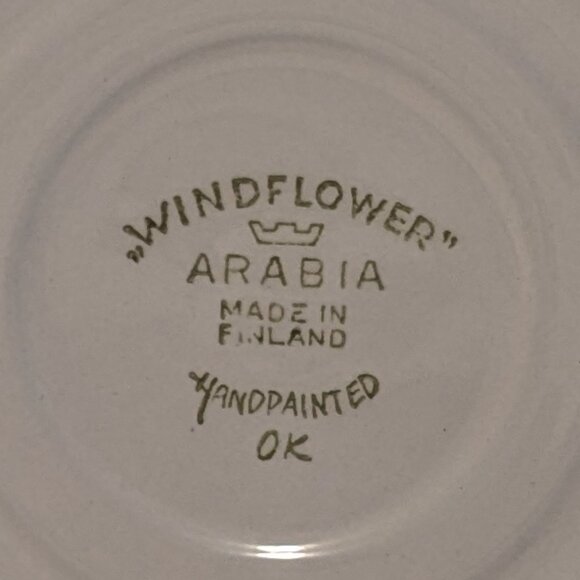 „WINDFLOWER”
ARABIA
MADE IN
FINLAND
HANDPAINTED
OK